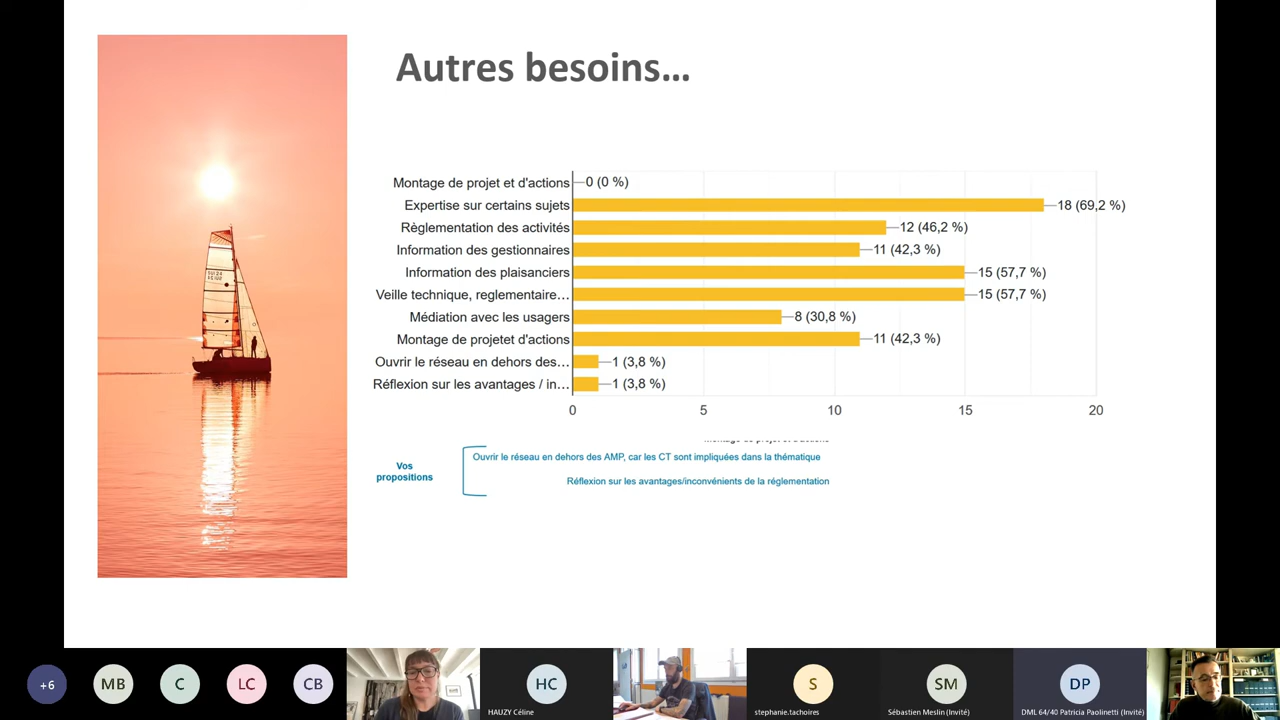 Autres besoins...
Montage de projet et d'actions 0 (0 %)
Expertise sur certains sujets 18 (69,2 %)
Règlementation des activités 12 (46,2 %)
Information des gestionnaires 11 (42,3 %)
Information des plaisanciers 15 (57,7 %)
Veille technique, reglementaire... 15 (57,7 %)
Médiation avec les usagers 8 (30,8 %)
Montage de projetet d'actions 11 (42,3 %)
Ouvrir le réseau en dehors des... 1 (3,8 %)
Réflexion sur les avantages / in... 1 (3,8 %)
0 5 10 15 20
Montage de projet et d'actions
Vos propositions
Ouvrir le réseau en dehors des AMP, car les CT sont impliquées dans la thématique
Réflexion sur les avantages/inconvénients de la réglementation
+6 MB C LC CB HC S SM DP
HAUZY Céline
stephanie.tachoires
Sébastien Meslin (Invité)
DML 64/40 Patricia Paolinetti (Invité)